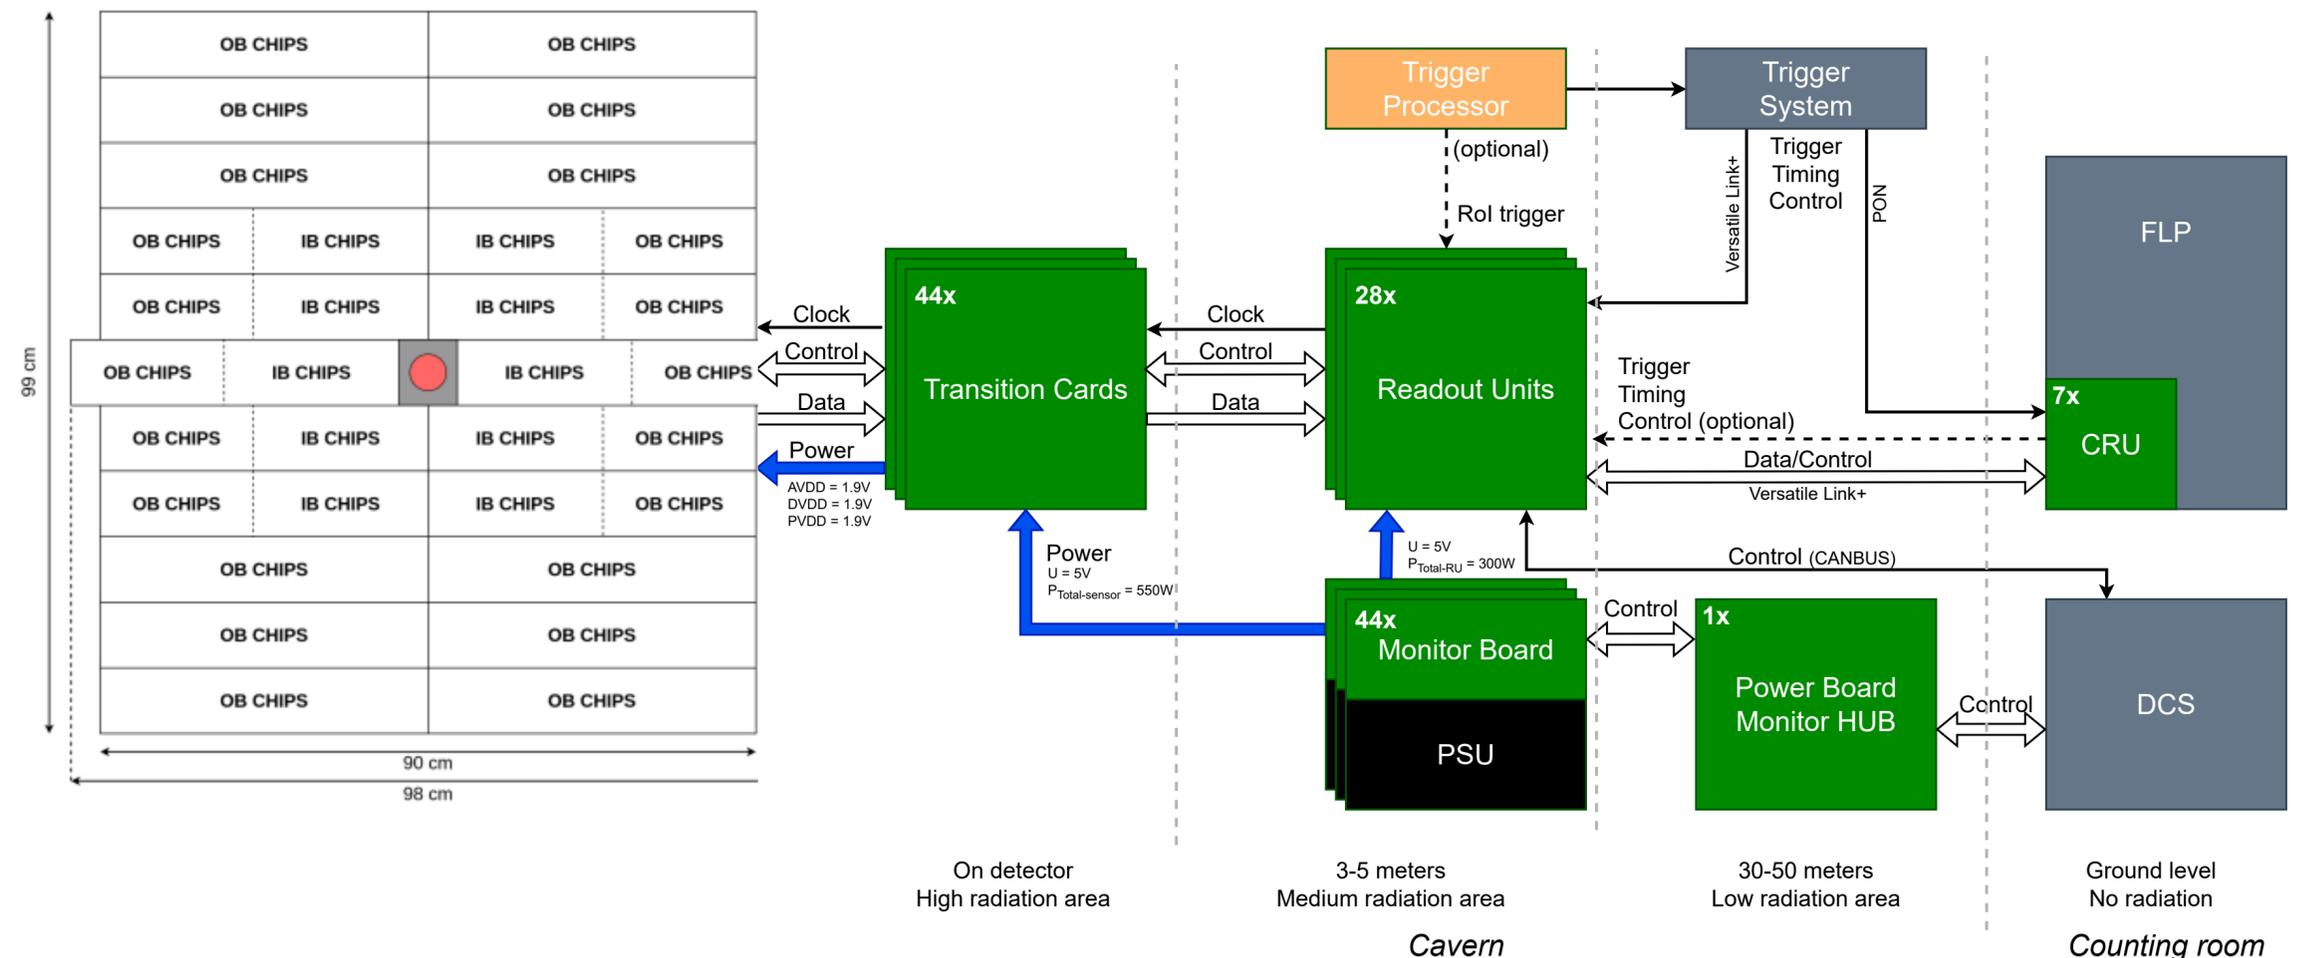 OB CHIPS OB CHIPS
OB CHIPS OB CHIPS
OB CHIPS OB CHIPS
OB CHIPS IB CHIPS IB CHIPS OB CHIPS
OB CHIPS IB CHIPS IB CHIPS OB CHIPS
OB CHIPS IB CHIPS IB CHIPS OB CHIPS
OB CHIPS IB CHIPS IB CHIPS OB CHIPS
OB CHIPS IB CHIPS IB CHIPS OB CHIPS
OB CHIPS OB CHIPS
OB CHIPS OB CHIPS
OB CHIPS OB CHIPS
99 cm
90 cm
98 cm
Clock
Control
Data
Power
AVDD = 1.9V
DVDD = 1.9V
PVDD = 1.9V
44x
Transition Cards
Power
U = 5V
PTotal-sensor = 550W
Clock
Control
Data
Trigger
Processor
(optional)
RoI trigger
28x
Readout Units
U = 5V
PTotal-RU = 300W
44x
Monitor Board
PSU
Trigger
System
Trigger
Timing
Control
Versatile Link+
PON
Trigger
Timing
Control (optional)
Data/Control
Versatile Link+
Control (CANBUS)
Control
1x
Power Board
Monitor HUB
Control
FLP
7x
CRU
DCS
On detector
High radiation area
3-5 meters
Medium radiation area
30-50 meters
Low radiation area
Ground level
No radiation
Cavern
Counting room